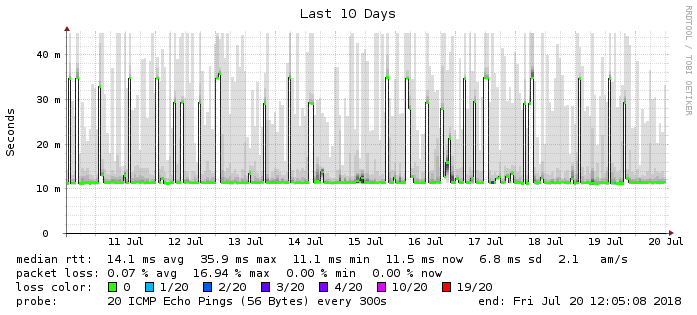 Last 10 Days
RRDTOOL / TOBI OETIKER
Seconds
40 m
30 m
20 m
10 m
0
11 Jul 12 Jul 13 Jul 14 Jul 15 Jul 16 Jul 17 Jul 18 Jul 19 Jul 20 Jul
median rtt: 14.1 ms avg 35.9 ms max 11.1 ms min 11.5 ms now 6.8 ms sd 2.1 am/s
packet loss: 0.07 % avg 16.94 % max 0.00 % min 0.00 % now
loss color: 0 1/20 2/20 3/20 4/20 10/20 19/20
probe: 20 ICMP Echo Pings (56 Bytes) every 300s end: Fri Jul 20 12:05:08 2018